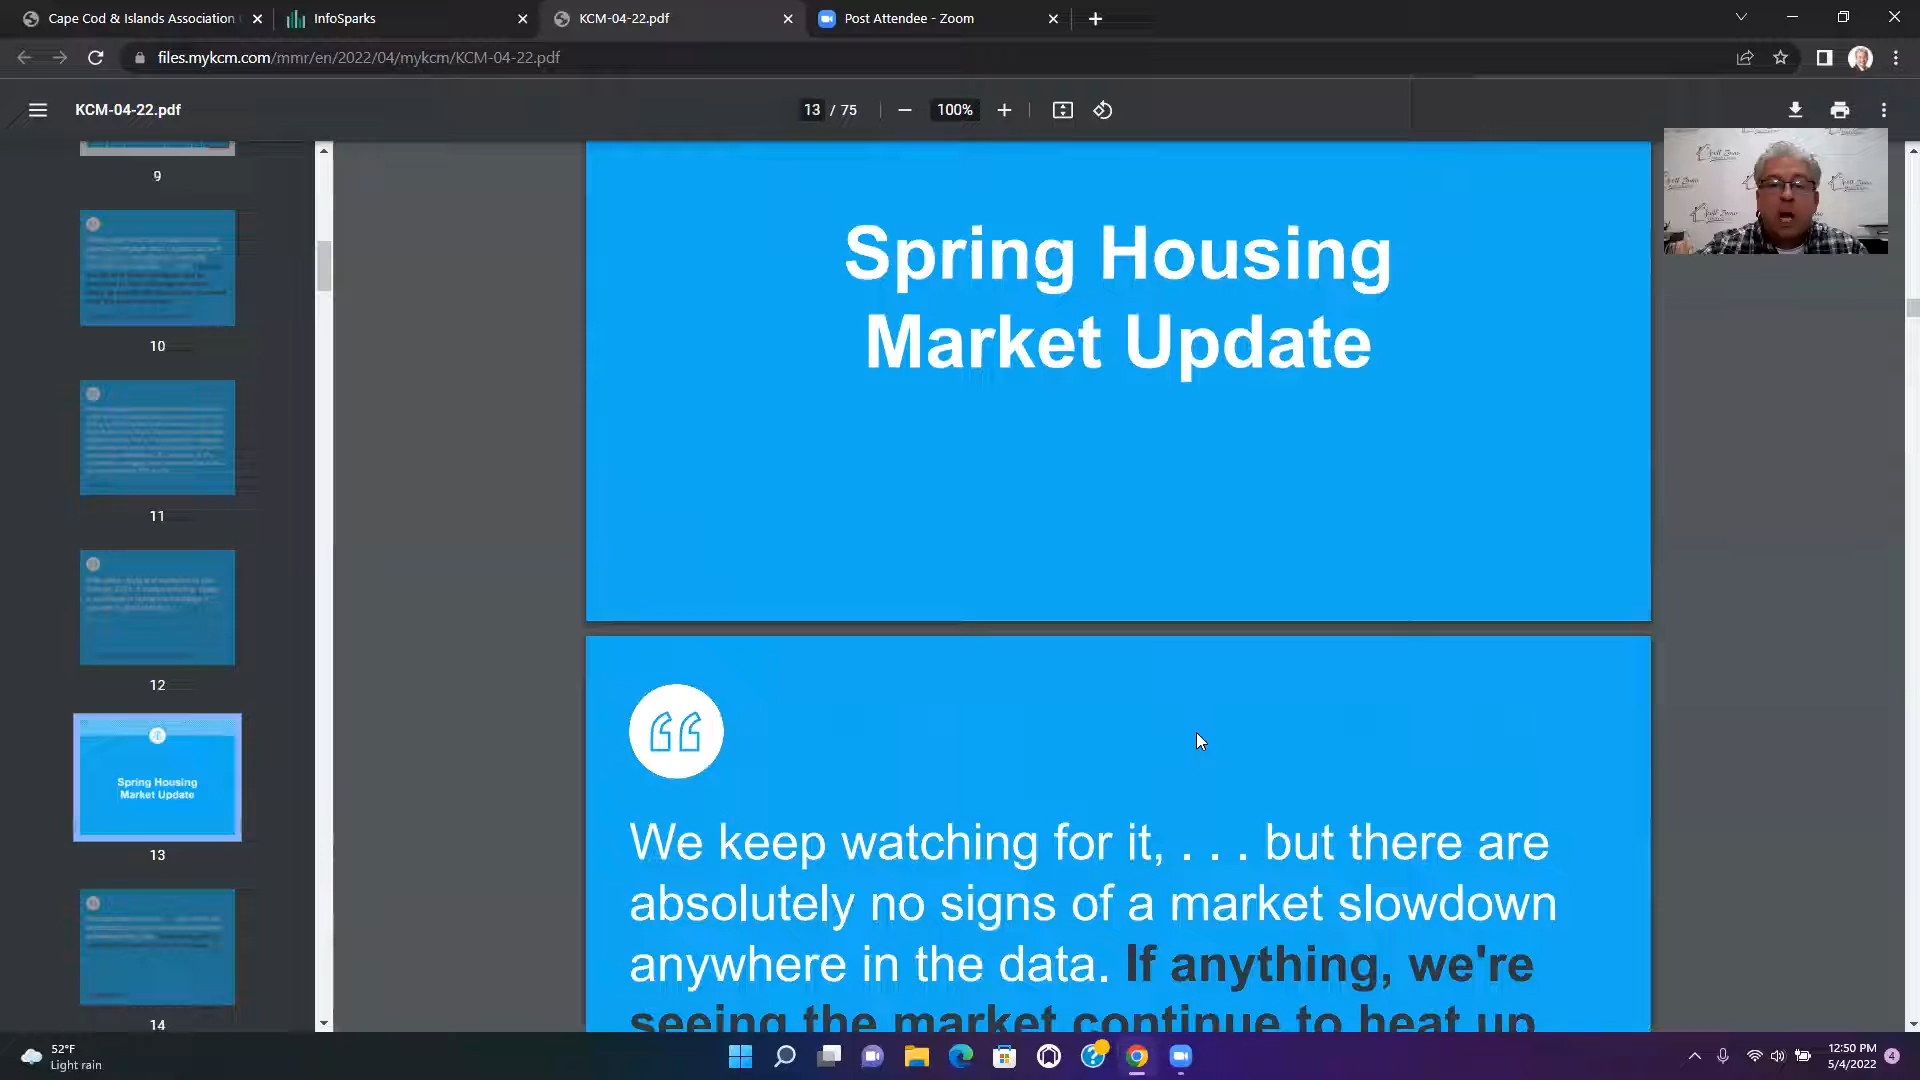 Cape Cod & Islands Association
InfoSparks
KCM-04-22.pdf
Post Attendee - Zoom
files.mykcm.com/mmr/en/2022/04/mykcm/KCM-04-22.pdf
KCM-04-22.pdf
13 / 75
100%
9
10
11
12
Spring Housing
Market Update
13
14
Spring Housing
Market Update
We keep watching for it, . . . but there are
absolutely no signs of a market slowdown
anywhere in the data. If anything, we're
seeing the market continue to heat up
52°F
Light rain
12:50 PM
5/4/2022
4